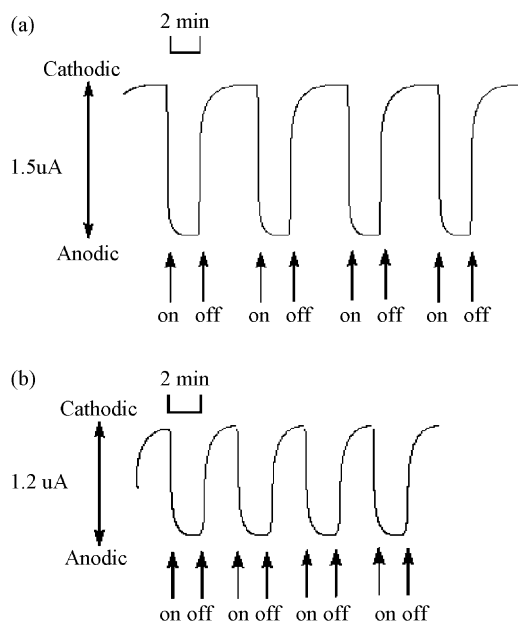 (a)
2 min
Cathodic
1.5uA
Anodic
on off on off on off on off
(b)
2 min
Cathodic
1.2 uA
Anodic
on off on off on off on off